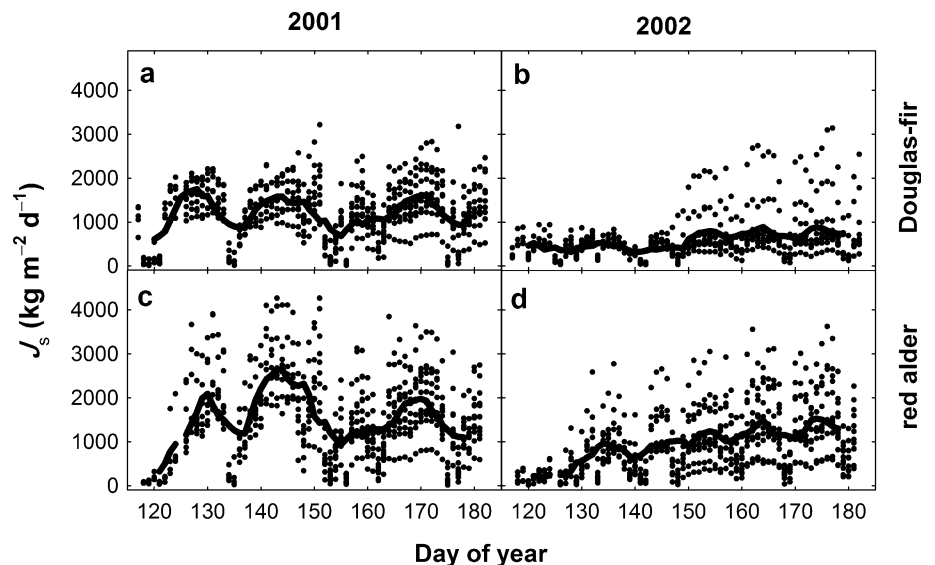 2001 2002
a b
4000
3000
2000
1000
0
Douglas-fir
c d
4000
3000
2000
1000
0
red alder
Js (kg m−2 d−1)
120 130 140 150 160 170 180 120 130 140 150 160 170 180
Day of year